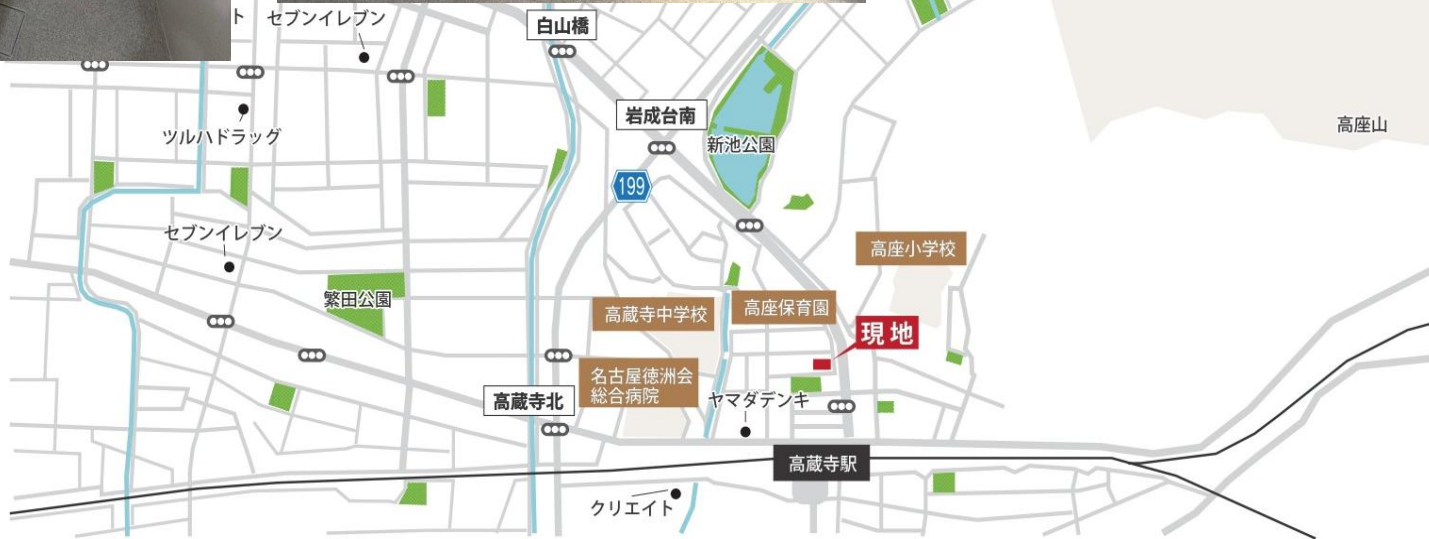 ト
セブンイレブン
白山橋
岩成台南
新池公園
高座山
ツルハドラッグ
199
セブンイレブン
高座小学校
繁田公園
高蔵寺中学校
高座保育園
現地
名古屋徳洲会
総合病院
高蔵寺北
ヤマダデンキ
高蔵寺駅
クリエイト